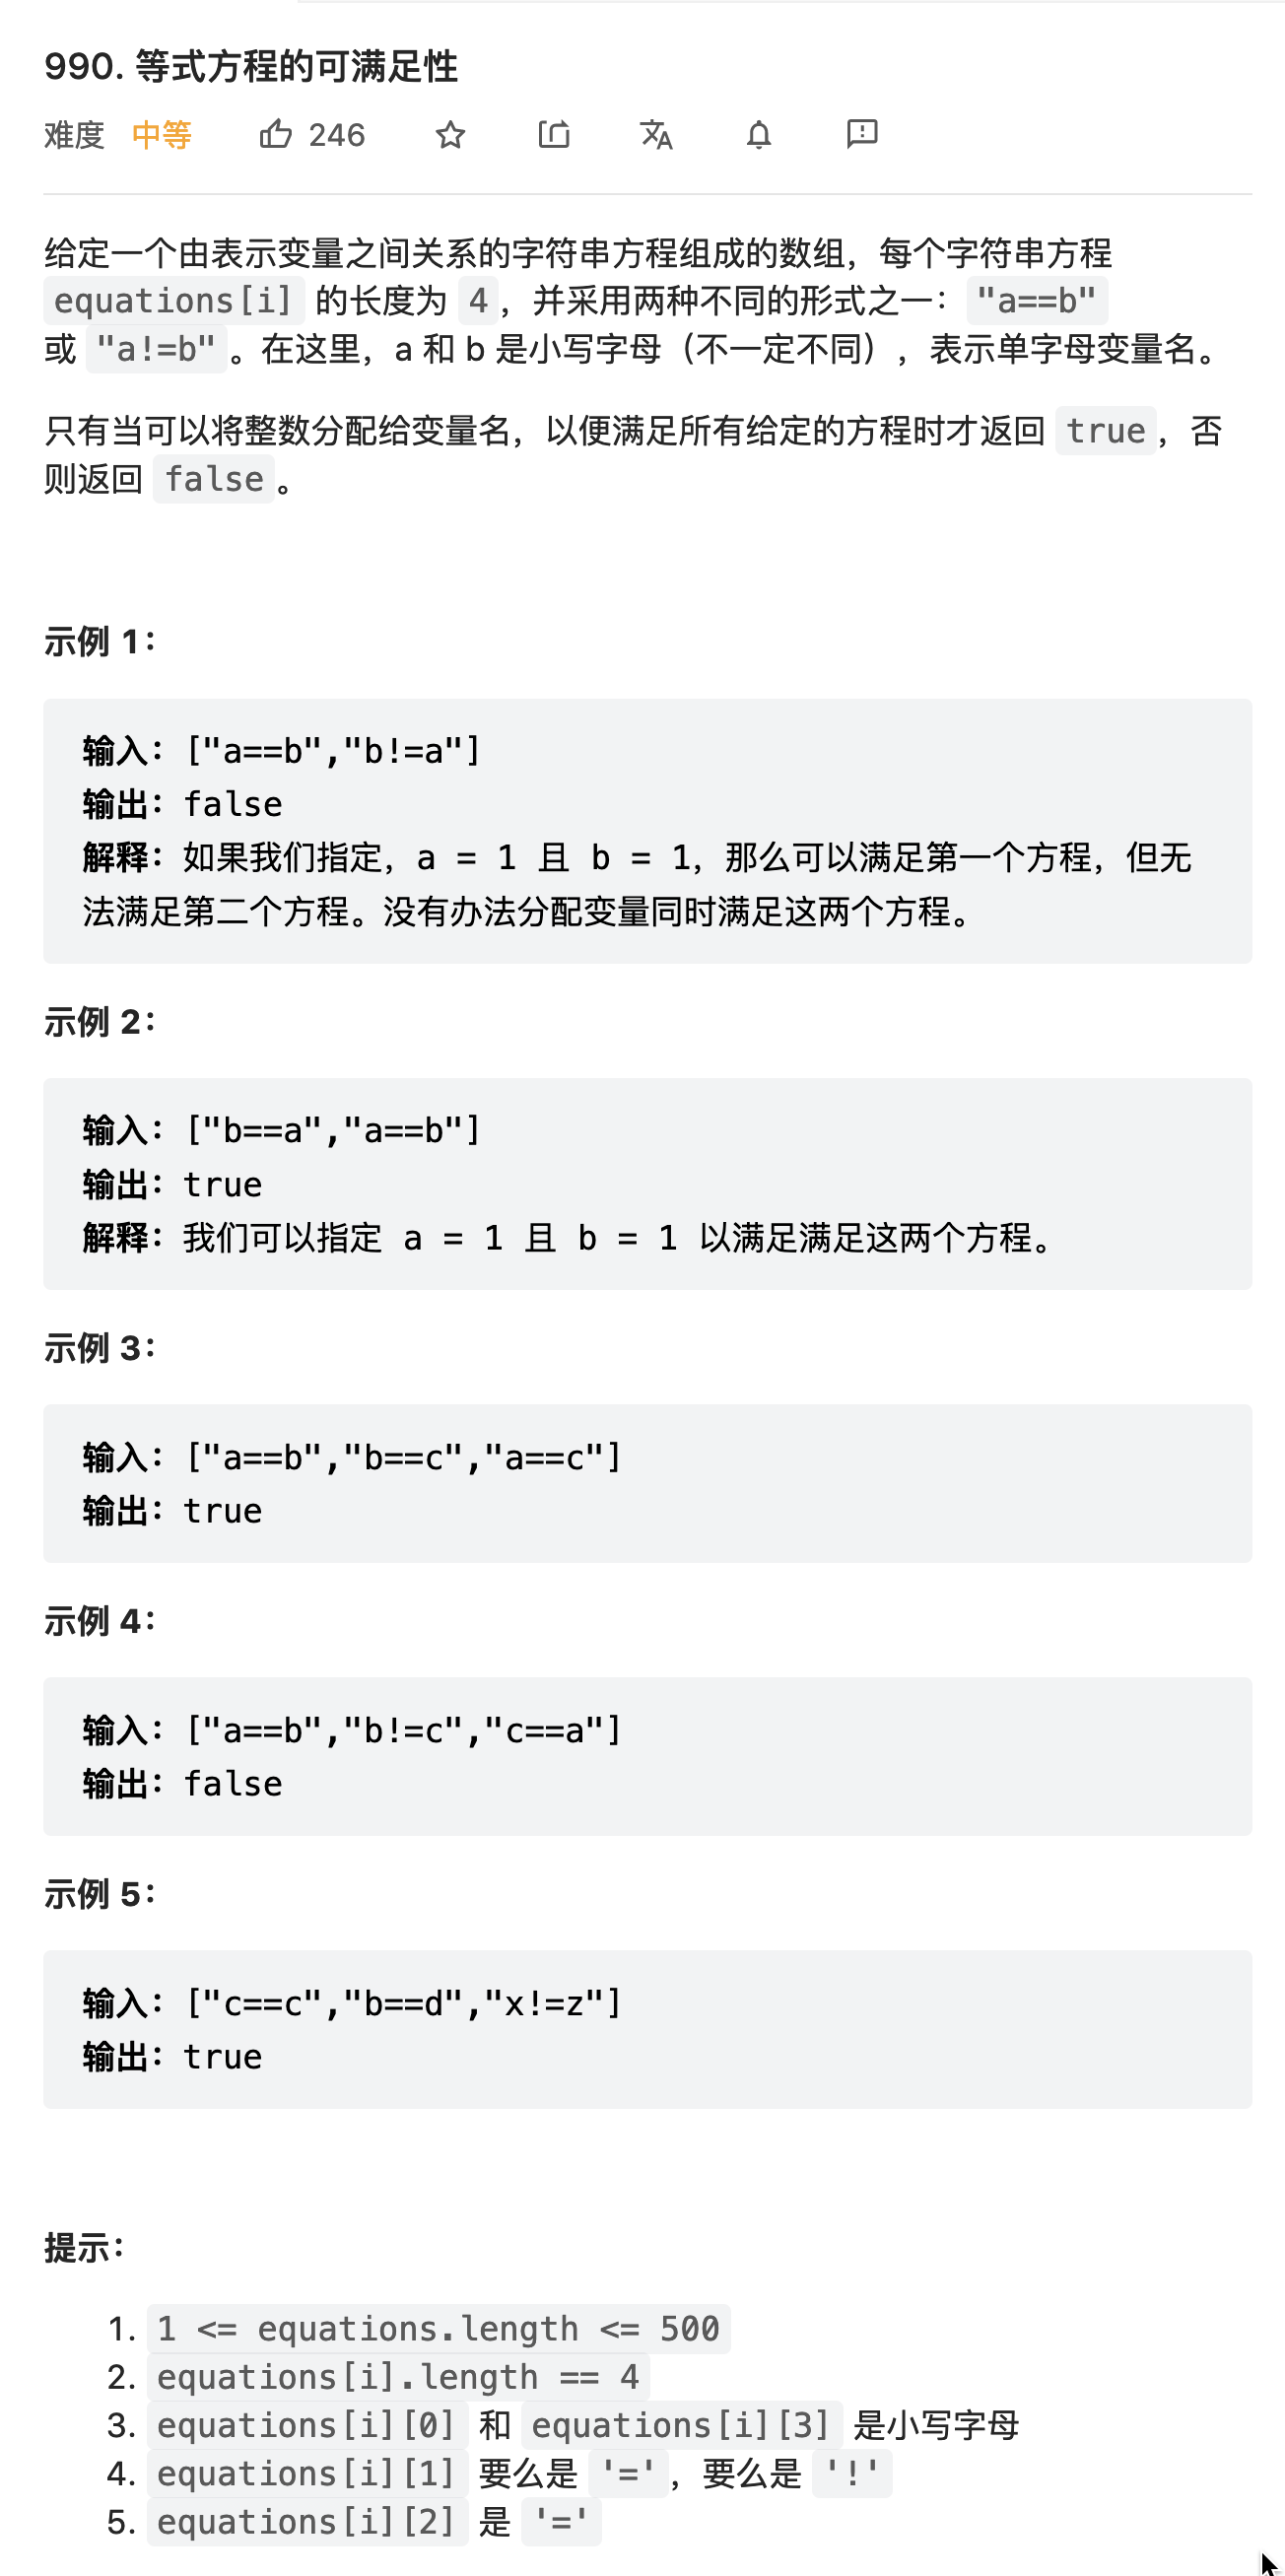 990. 等式方程的可满足性
难度 中等 246
给定一个由表示变量之间关系的字符串方程组成的数组，每个字符串方程
equations[i] 的长度为 4，并采用两种不同的形式之一："a==b"
或 "a!=b"。在这里，a 和 b 是小写字母（不一定不同），表示单字母变量名。
只有当可以将整数分配给变量名，以便满足所有给定的方程时才返回 true，否
则返回 false。
示例 1：
输入：["a==b","b!=a"]
输出：false
解释：如果我们指定，a = 1 且 b = 1，那么可以满足第一个方程，但无
法满足第二个方程。没有办法分配变量同时满足这两个方程。
示例 2：
输入：["b==a","a==b"]
输出：true
解释：我们可以指定 a = 1 且 b = 1 以满足满足这两个方程。
示例 3：
输入：["a==b","b==c","a==c"]
输出：true
示例 4：
输入：["a==b","b!=c","c==a"]
输出：false
示例 5：
输入：["c==c","b==d","x!=z"]
输出：true
提示：
1. 1 <= equations.length <= 500
2. equations[i].length == 4
3. equations[i][0] 和 equations[i][3] 是小写字母
4. equations[i][1] 要么是 '='，要么是 '!'
5. equations[i][2] 是 '='